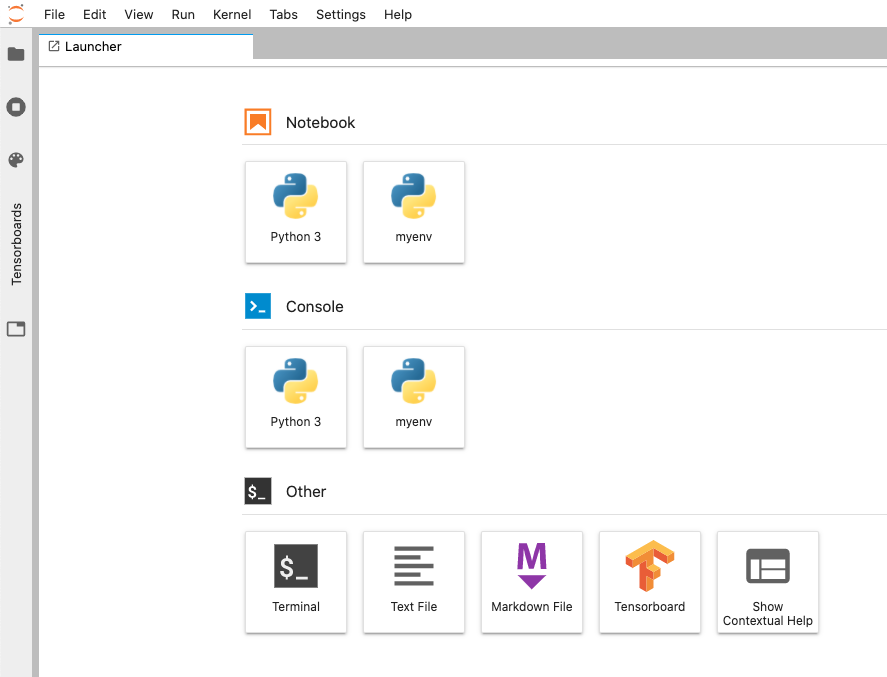 File Edit View Run Kernel Tabs Settings Help
Launcher
Tensorboards
Notebook
Python 3 myenv
Console
Python 3 myenv
$_ Other
$_
M
Terminal Text File Markdown File Tensorboard Show
Contextual Help